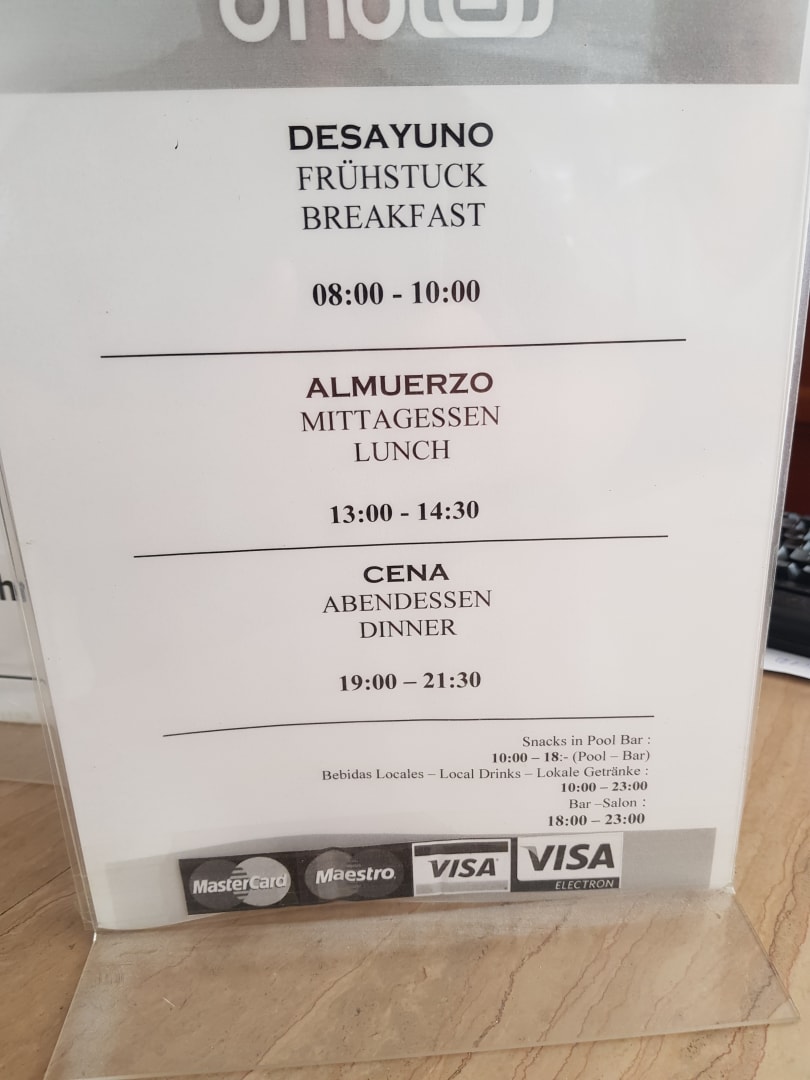 DESAYUNO
FRÜHSTUCK
BREAKFAST
08:00 - 10:00
ALMUERZO
MITTAGESSEN
LUNCH
13:00 - 14:30
CENA
ABENDESSEN
DINNER
19:00 – 21:30
Snacks in Pool Bar :
10:00 – 18:- (Pool – Bar)
Bebidas Locales – Local Drinks – Lokale Getränke :
10:00 – 23:00
Bar –Salon :
18:00 – 23:00
MasterCard Maestro VISA VISA
ELECTRON